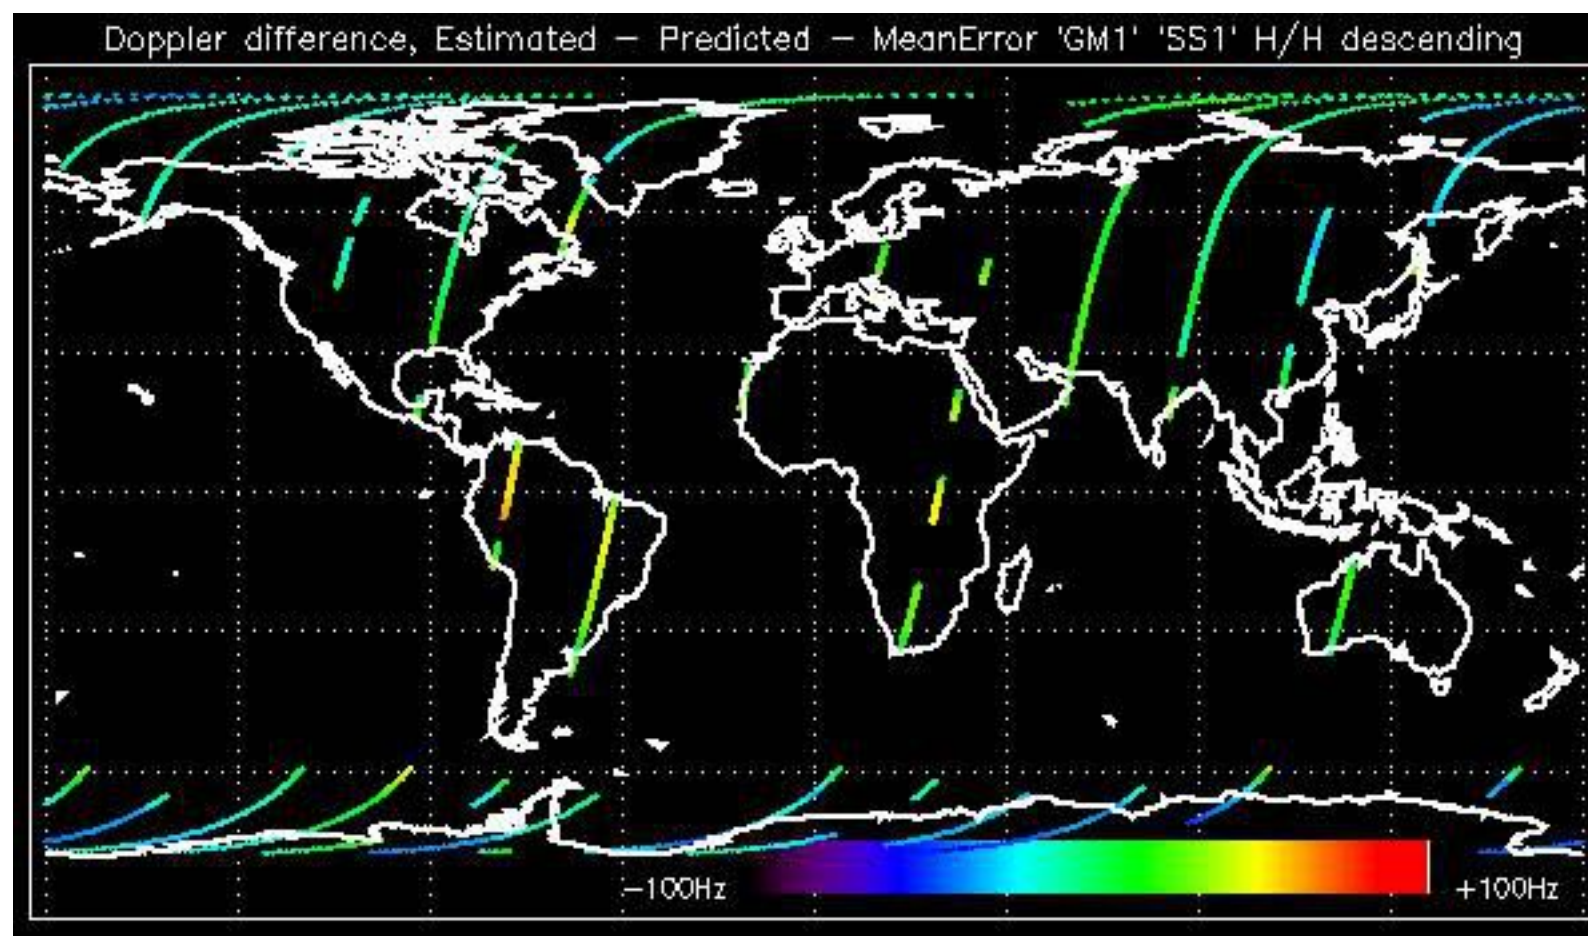 Doppler difference, Estimated – Predicted – MeanError 'GM1' 'SS1' H/H descending
–100Hz
+100Hz